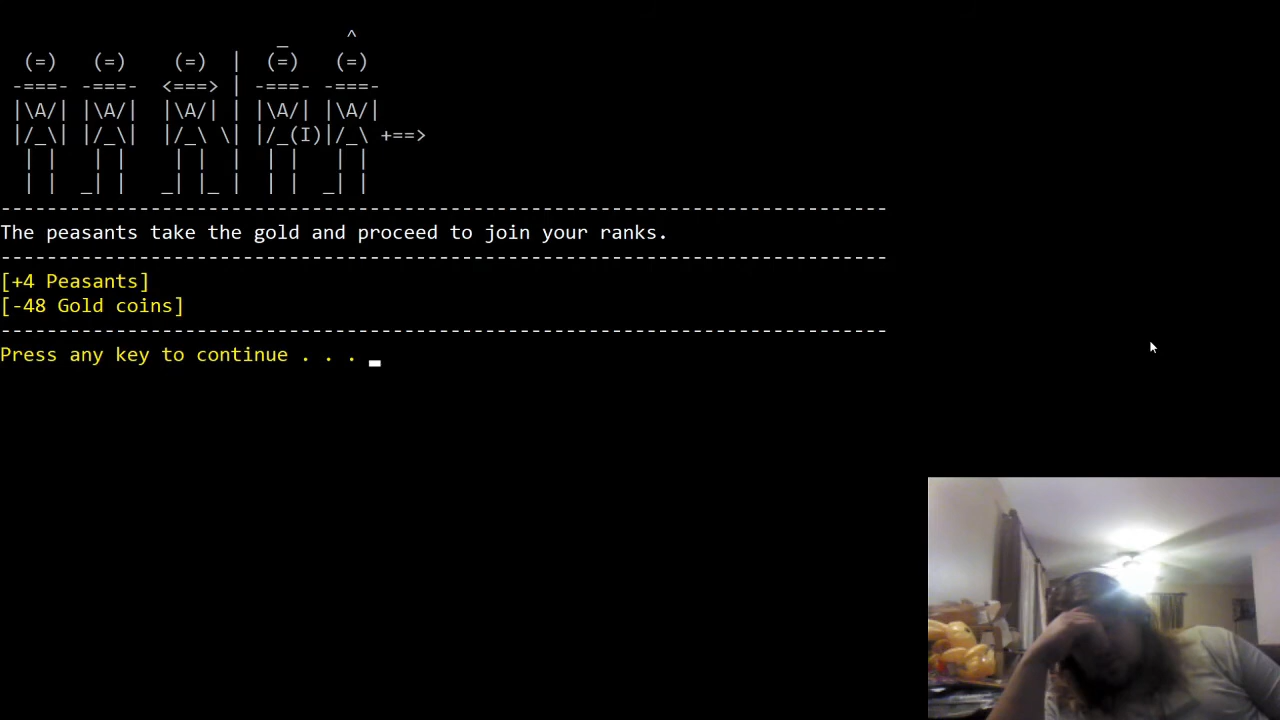 The peasants take the gold and proceed to join your ranks.
[+4 Peasants]
[-48 Gold coins]
Press any key to continue . . .